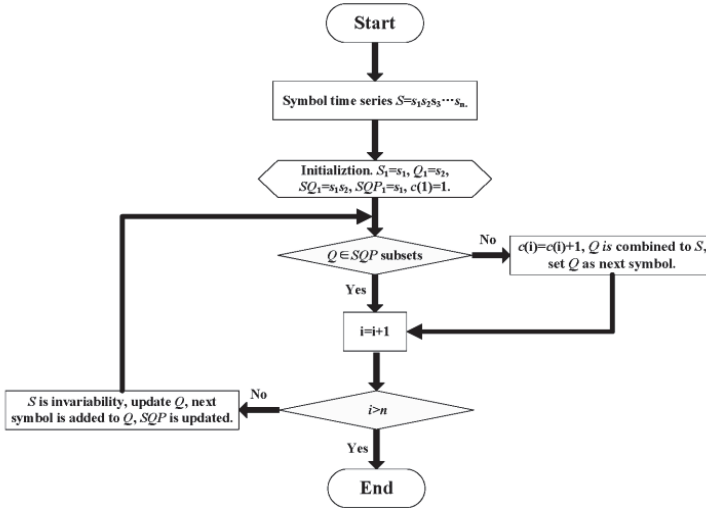 Start
Symbol time series S=s₁s₂s₃···sₙ.
Initializtion. S₁=s₁, Q₁=s₂,
SQ₁=s₁s₂, SQP₁=s₁, c(1)=1.
Q∈SQP subsets
No
c(i)=c(i)+1, Q is combined to S,
set Q as next symbol.
Yes
i=i+1
S is invariability, update Q, next
symbol is added to Q, SQP is updated.
No
i>n
Yes
End